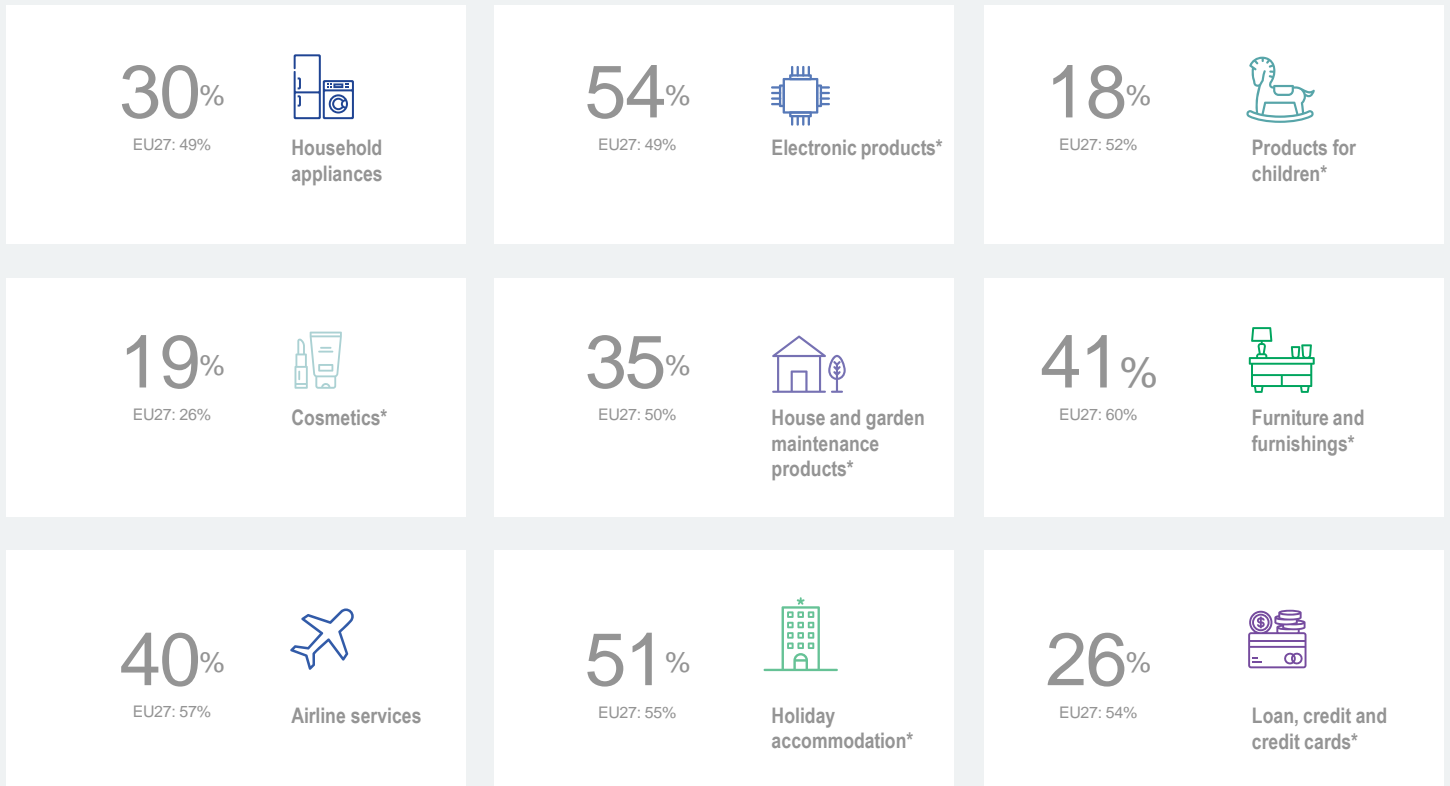 30%
EU27: 49%
Household
appliances
54%
EU27: 49%
Electronic products*
18%
EU27: 52%
Products for
children*
19%
EU27: 26%
Cosmetics*
35%
EU27: 50%
House and garden
maintenance
products*
41%
EU27: 60%
Furniture and
furnishings*
40%
EU27: 57%
Airline services
51%
EU27: 55%
Holiday
accommodation*
26%
EU27: 54%
$
Loan, credit and
credit cards*